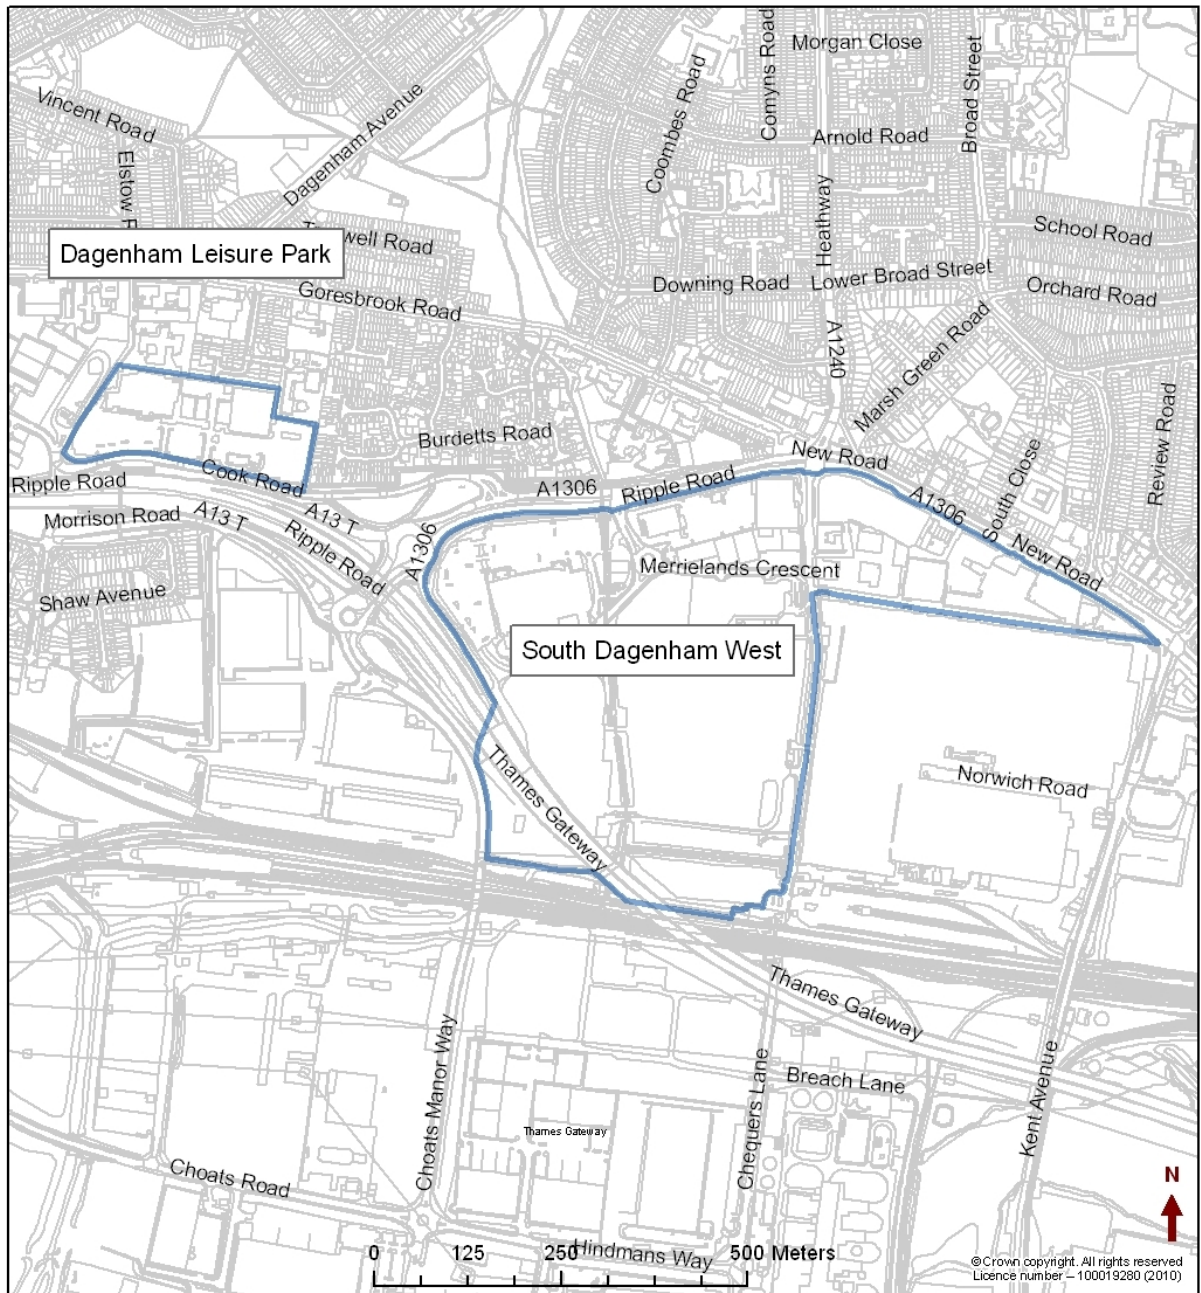 Morgan Close
Comyns Road
Broad Street
Coombes Road
Vincent Road
Dagenham Avenue
Arnold Road
Elstow
Heathway
School Road
well Road
Dagenham Leisure Park
Downing Road
Lower Broad Street
Orchard Road
Goresbrook Road
A1240
Marsh Green Road
Review Road
Burdetts Road
New Road
South Close
Ripple Road
Cook Road
A1306
Ripple Road
A1306
Morrison Road
A13 T
A13 T
Ripple Road
A1306
New Road
Merrielands Crescent
Shaw Avenue
South Dagenham West
Thames Gateway
Norwich Road
Thames Gateway
Choats Manor Way
Chequers Lane
Breach Lane
Kent Avenue
Thames Gateway
Choats Road
N
Hindmans Way
0 125 250 500 Meters
© Crown copyright. All rights reserved
Licence number – 100019280 (2010)